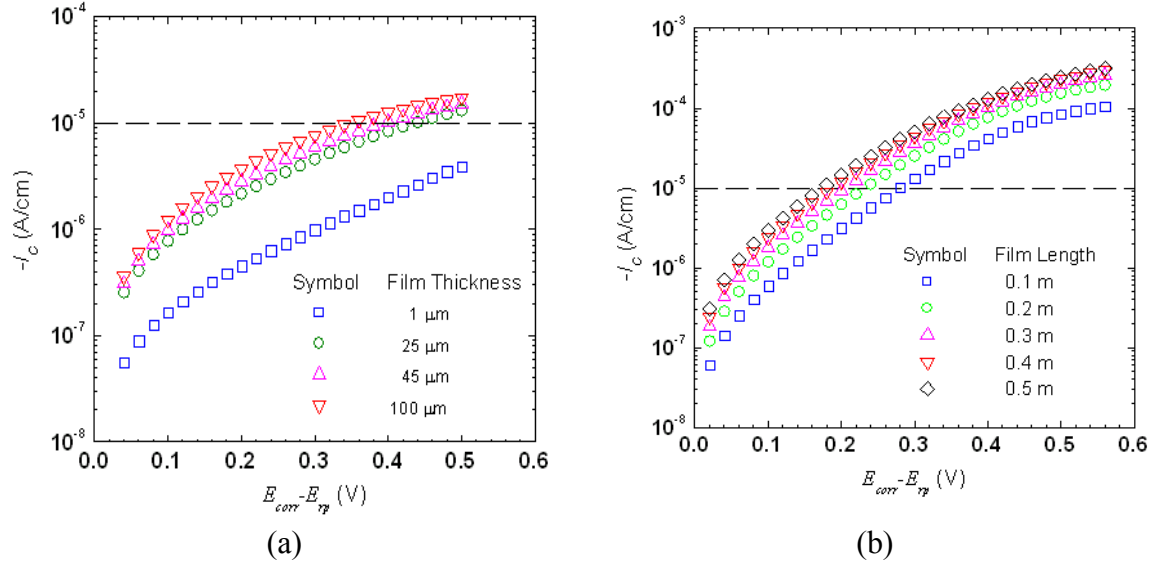 10⁻⁴
10⁻⁵
10⁻⁶
10⁻⁷
10⁻⁸
-I_C (A/cm)
Symbol Film Thickness
1 µm
25 µm
45 µm
100 µm
0.0 0.1 0.2 0.3 0.4 0.5 0.6
E_corr-E_rp (V)
(a)
10⁻³
10⁻⁴
10⁻⁵
10⁻⁶
10⁻⁷
10⁻⁸
-I_C (A/cm)
Symbol Film Length
0.1 m
0.2 m
0.3 m
0.4 m
0.5 m
0.0 0.1 0.2 0.3 0.4 0.5 0.6
E_corr-E_rp (V)
(b)